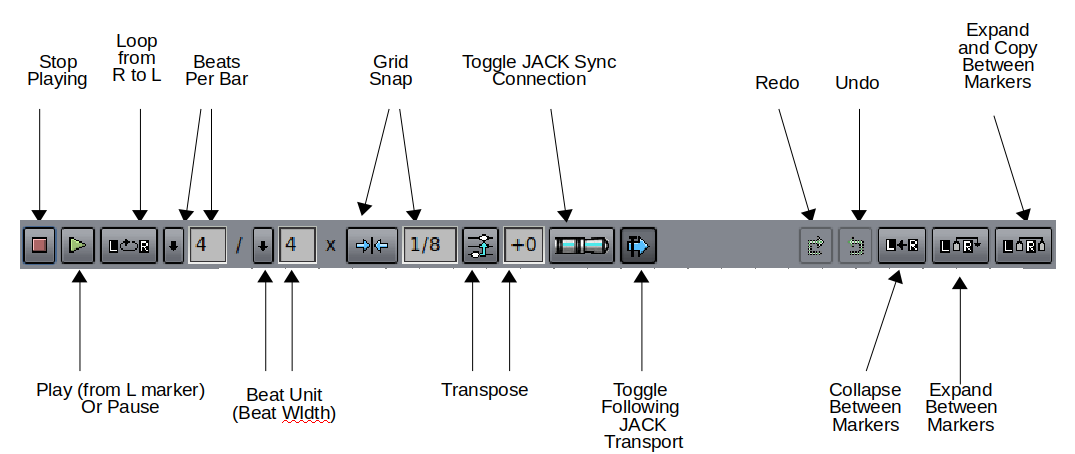 Stop
Playing
Loop
from
R to L
Beats
Per Bar
Grid
Snap
Toggle JACK Sync
Connection
Redo
Undo
Expand
and Copy
Between
Markers
L R 4 / 4 x 1/8 +0 L R L R L R
Play (from L marker)
Or Pause
Beat Unit
(Beat WIdth)
Transpose
Toggle
Following
JACK
Transport
Collapse
Between
Markers
Expand
Between
Markers